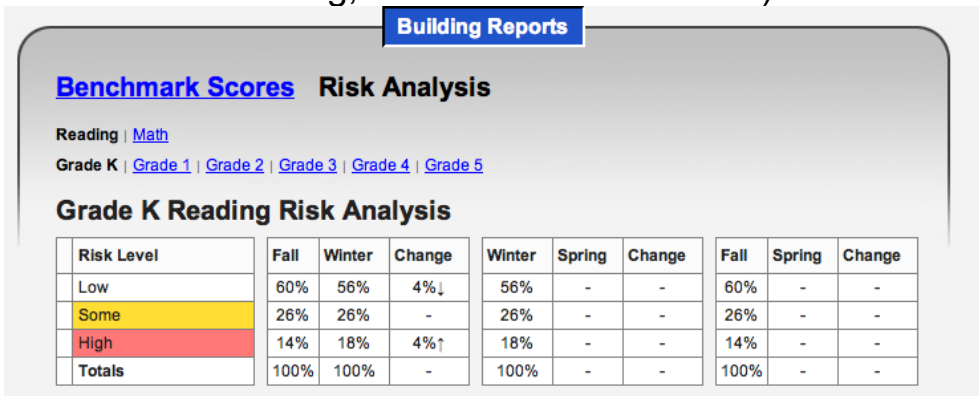 Building Reports
Benchmark Scores Risk Analysis
Reading | Math
Grade K | Grade 1 | Grade 2 | Grade 3 | Grade 4 | Grade 5
Grade K Reading Risk Analysis
Risk Level Fall Winter Change Winter Spring Change Fall Spring Change
Low 60% 56% 4%↓ 56% - - 60% - -
Some 26% 26% - 26% - - 26% - -
High 14% 18% 4%↑ 18% - - 14% - -
Totals 100% 100% - 100% - - 100% - -